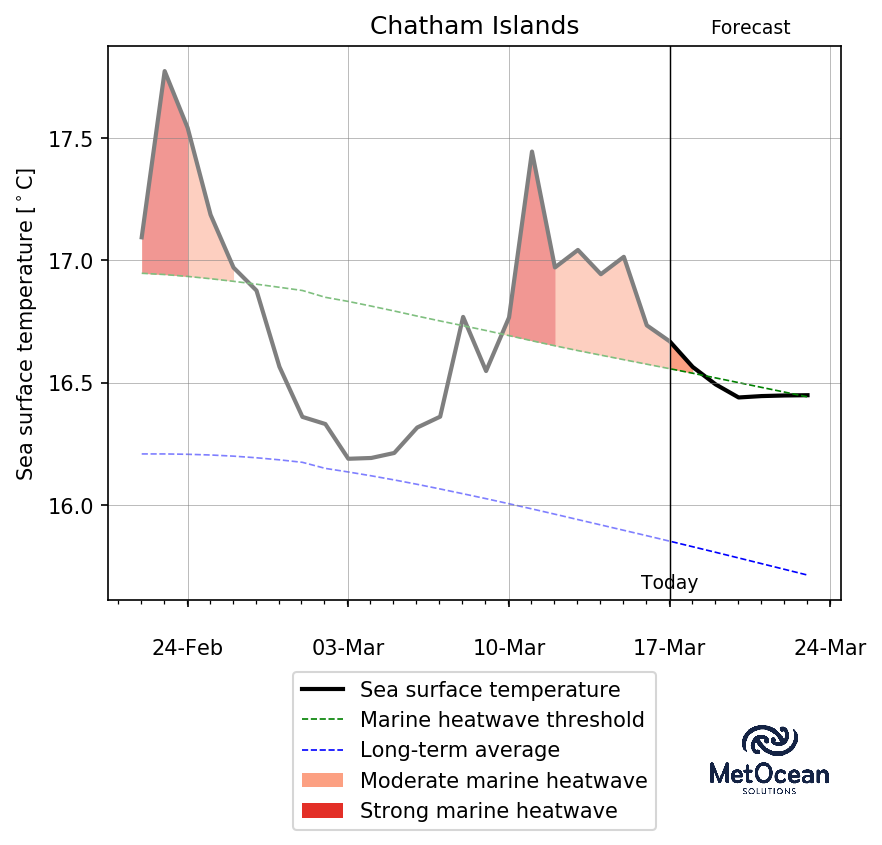 Chatham Islands
Forecast
Sea surface temperature [°C]
17.5
17.0
16.5
16.0
Today
24-Feb
03-Mar
10-Mar
17-Mar
24-Mar
Sea surface temperature
Marine heatwave threshold
Long-term average
Moderate marine heatwave
Strong marine heatwave
MetOcean
SOLUTIONS